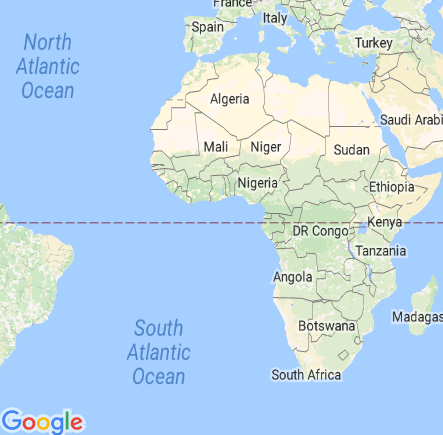 France
Spain
Italy
Turkey
North
Atlantic
Ocean
Algeria
Saudi Arabi
Mali
Niger
Sudan
Nigeria
Ethiopia
Kenya
DR Congo
Tanzania
Angola
Madagas
Botswana
South
Atlantic
Ocean
South Africa
Google